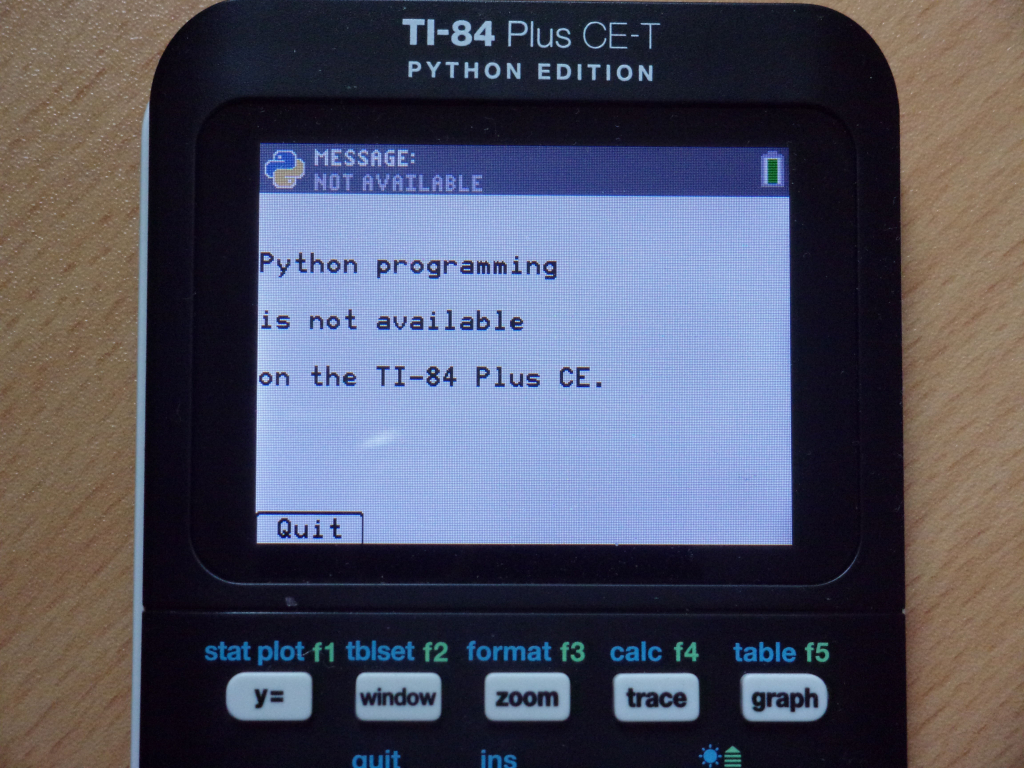 TI-84 Plus CE-T
PYTHON EDITION
MESSAGE:
NOT AVAILABLE
Python programming
is not available
on the TI-84 Plus CE.
Quit
stat plot f1 tblset f2 format f3 calc f4 table f5
y= window zoom trace graph
quit ins